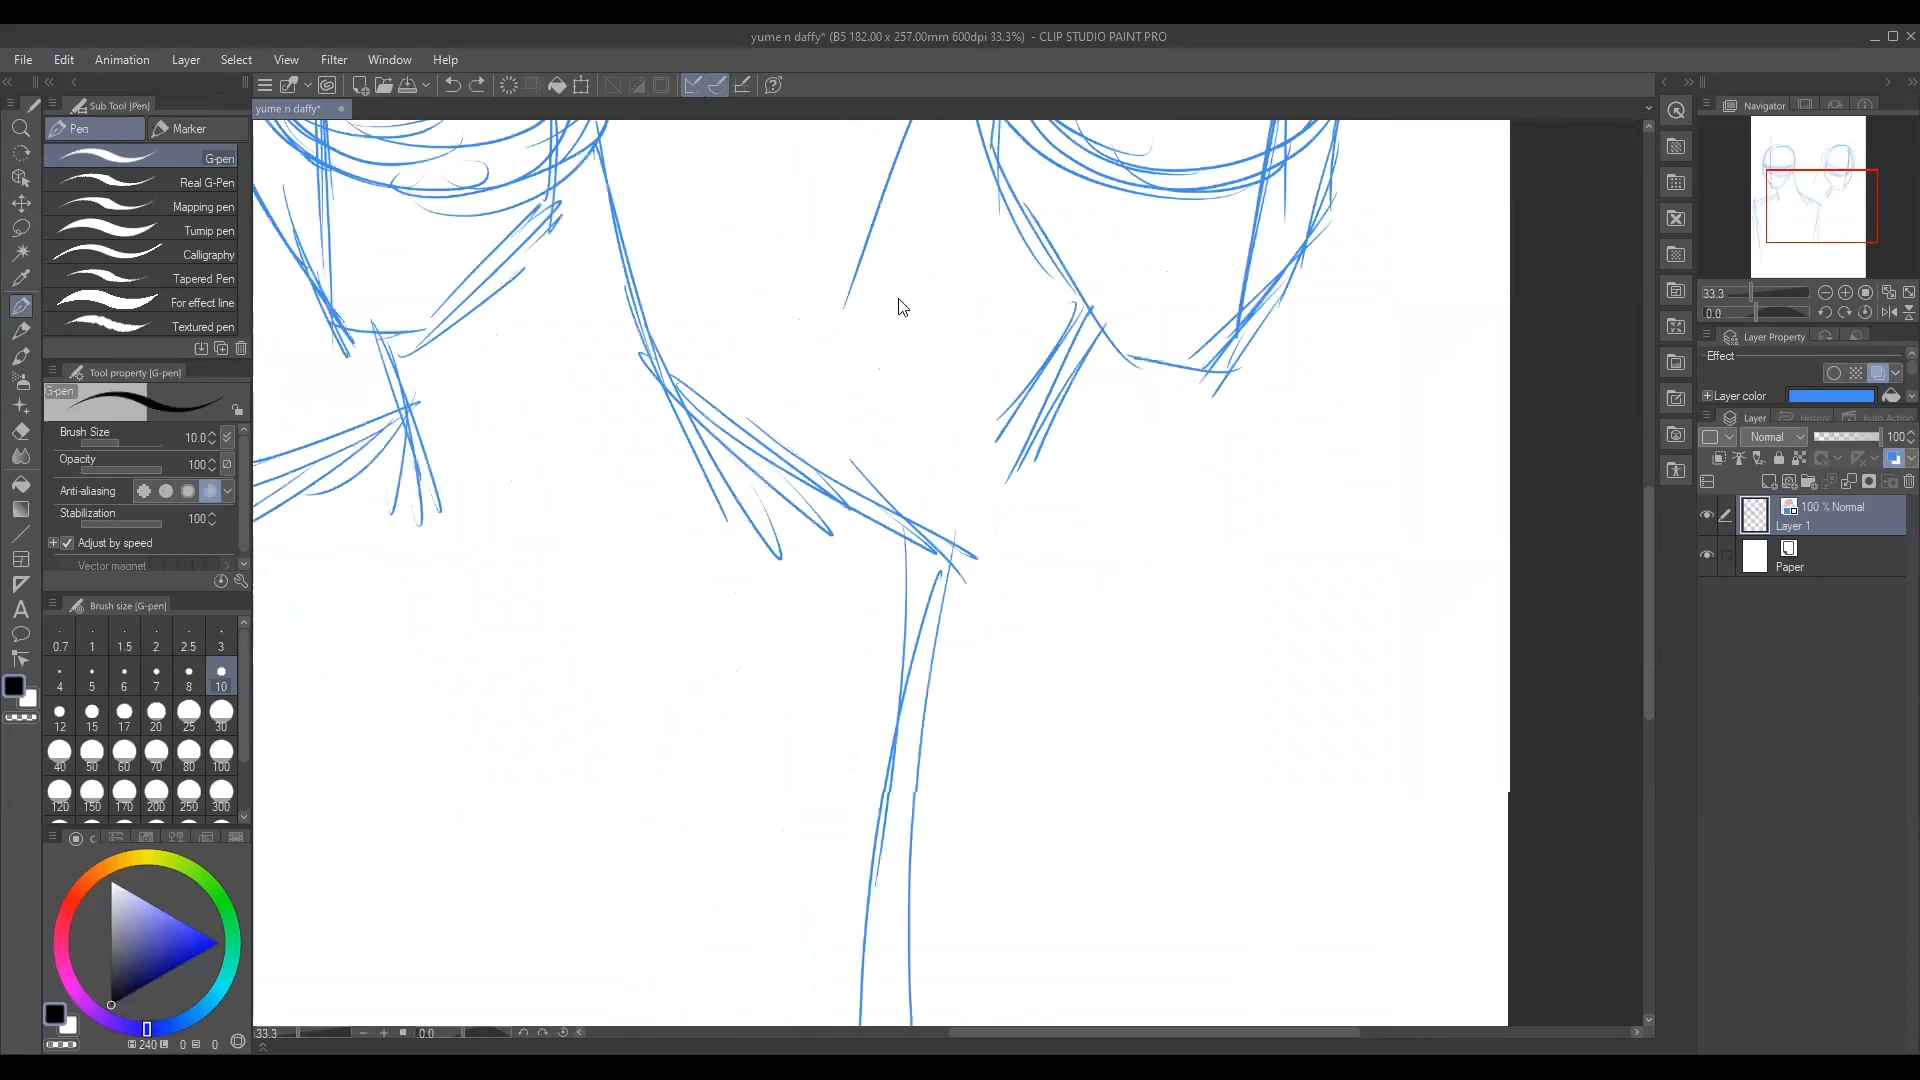 yume n daffy* (B5 182.00 x 257.00mm 600dpi 33.3%) - CLIP STUDIO PAINT PRO
File Edit Animation Layer Select View Filter Window Help
Sub Tool [Pen]
yume n daffy*
Pen Marker
G-pen
Real G-Pen
Mapping pen
Turnip pen
Calligraphy
Tapered Pen
For effect line
Textured pen
Tool property [G-pen]
G-pen
Brush Size 10.0
Opacity 100
Anti-aliasing
Stabilization 100
Adjust by speed
Vector magnet
Brush size [G-pen]
0.7 1 1.5 2 2.5 3
4 5 6 7 8 10
12 15 17 20 25 30
40 50 60 70 80 100
120 150 170 200 250 300
240 0 0
33.3 0.0
Navigator
33.3
0.0
Layer Property
Effect
Layer color
Layer History Auto Action
Normal 100
100 % Normal
Layer 1
Paper